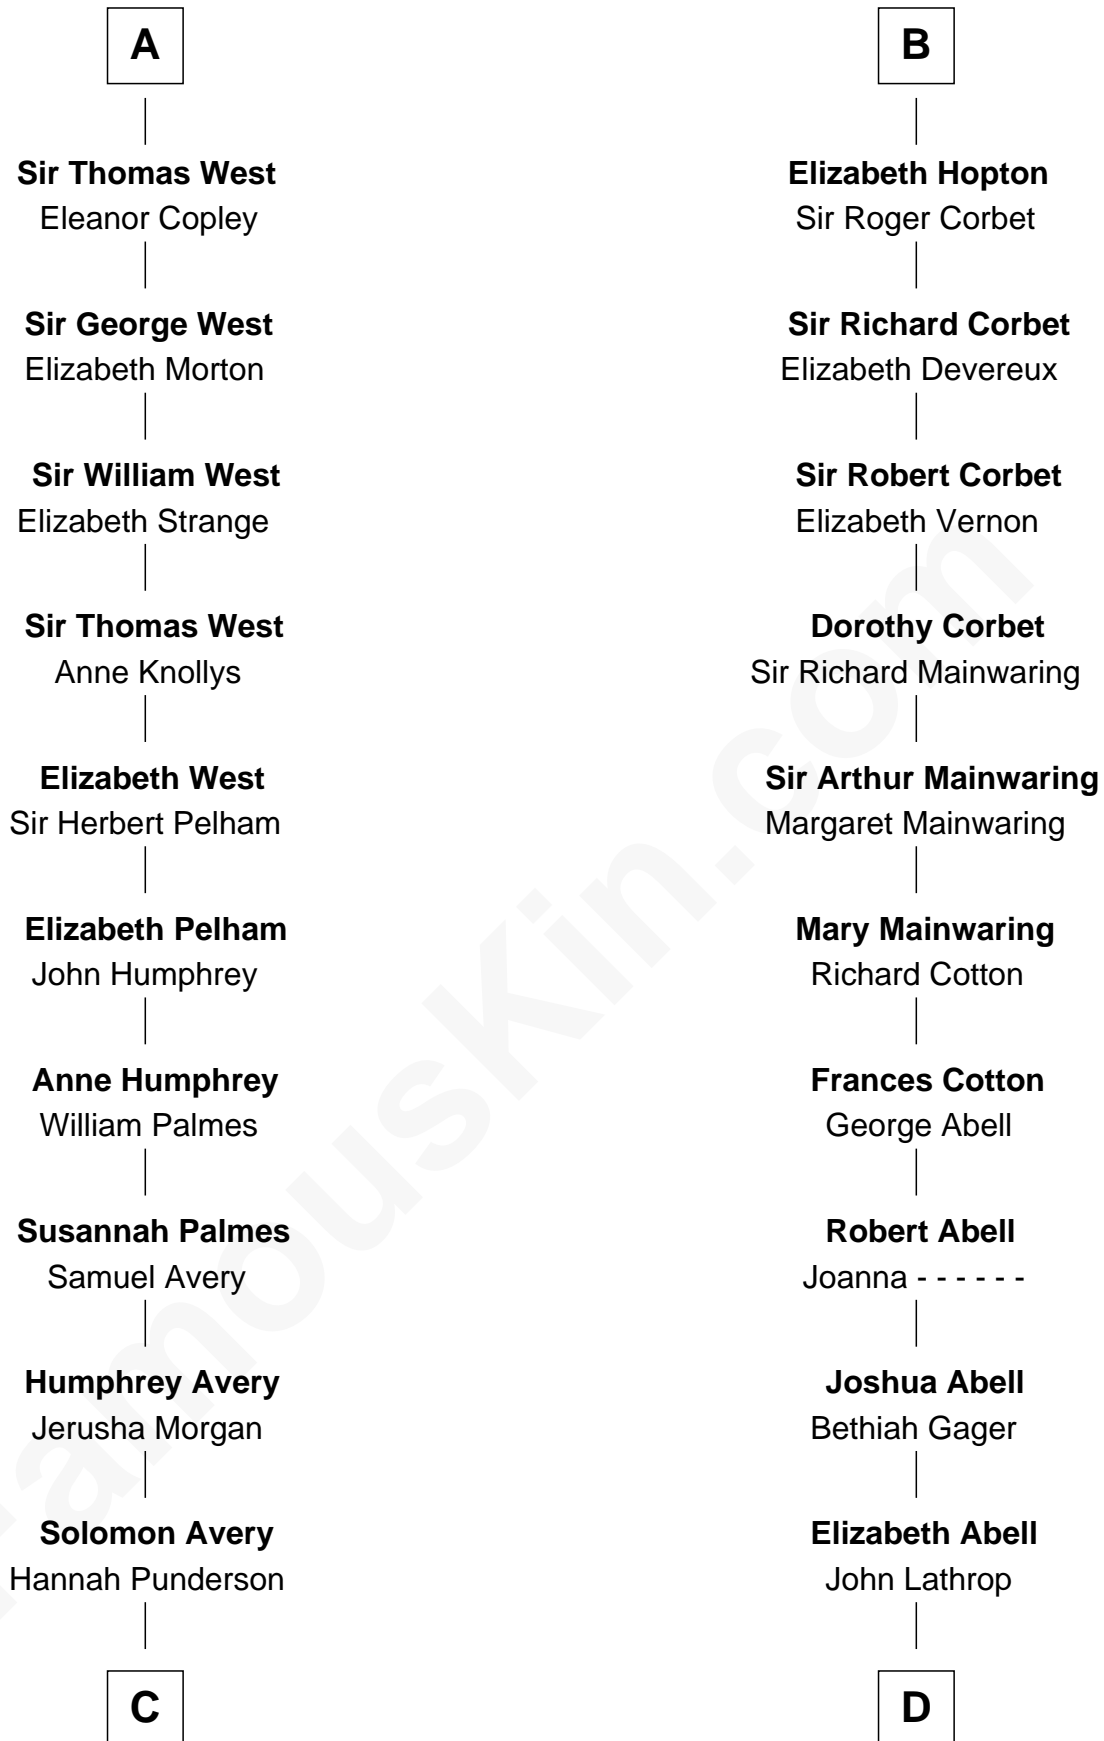 A
Sir Thomas West
Eleanor Copley
Sir George West
Elizabeth Morton
Sir William West
Elizabeth Strange
Sir Thomas West
Anne Knollys
Elizabeth West
Sir Herbert Pelham
Elizabeth Pelham
John Humphrey
Anne Humphrey
William Palmes
Susannah Palmes
Samuel Avery
Humphrey Avery
Jerusha Morgan
Solomon Avery
Hannah Punderson
C
B
Elizabeth Hopton
Sir Roger Corbet
Sir Richard Corbet
Elizabeth Devereux
Sir Robert Corbet
Elizabeth Vernon
Dorothy Corbet
Sir Richard Mainwaring
Sir Arthur Mainwaring
Margaret Mainwaring
Mary Mainwaring
Richard Cotton
Frances Cotton
George Abell
Robert Abell
Joanna - - - - - -
Joshua Abell
Bethiah Gager
Elizabeth Abell
John Lathrop
D
FamousKin.com